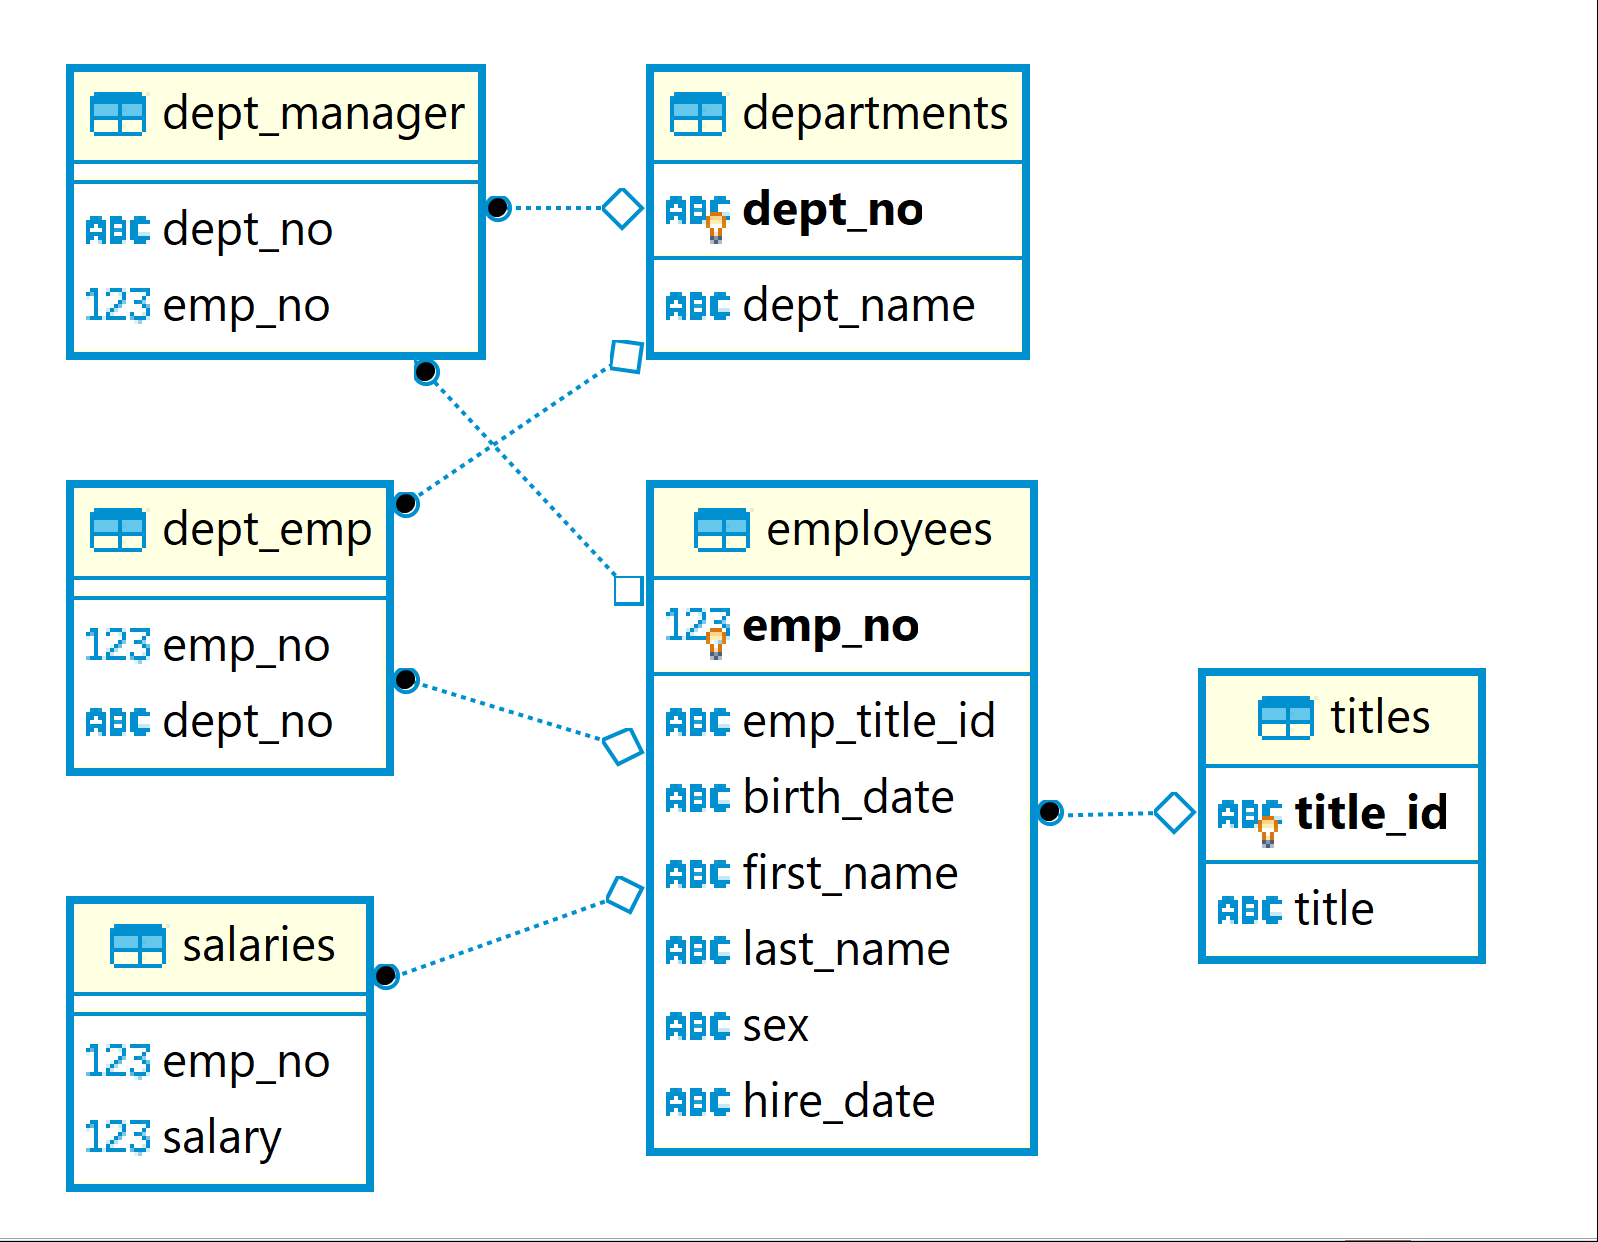 dept_manager
ABC dept_no
123 emp_no
departments
ABC dept_no
ABC dept_name
dept_emp
123 emp_no
ABC dept_no
employees
123 emp_no
ABC emp_title_id
ABC birth_date
ABC first_name
ABC last_name
ABC sex
ABC hire_date
titles
ABC title_id
ABC title
salaries
123 emp_no
123 salary